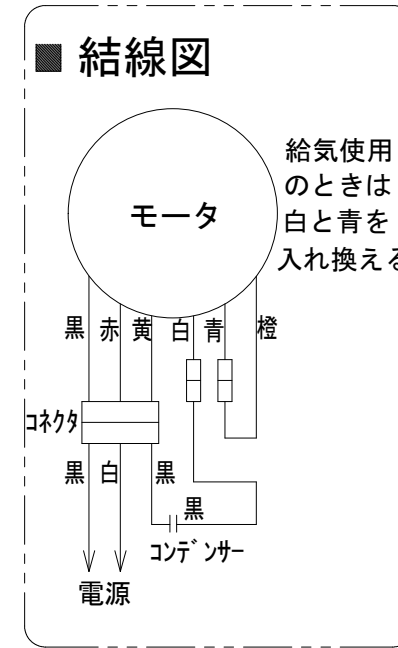 ■ 結線図
給気使用
のときは
白と青を
入れ換える
モータ
黒 赤 黄 白 青 橙
コネクタ
黒 白 黒
黒
コンデンサー
電源